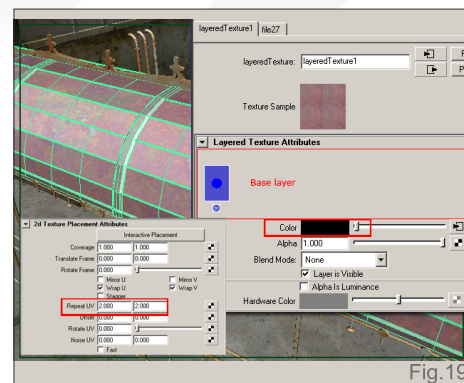 layeredTexture1 file27
layeredTexture: layeredTexture1
Texture Sample
Layered Texture Attributes
Base layer
Color
Alpha 1.000
Blend Mode: None
Layer is Visible
Alpha Is Luminance
Hardware Color
2d Texture Placement Attributes
Interactive Placement
Coverage 1.000 1.000
Translate Frame 0.000 0.000
Rotate Frame 0.000
Mirror U Mirror V
Wrap U Wrap V
Stagger
Repeat UV 2.000 2.000
Offset 0.000 0.000
Rotate UV 0.000
Noise UV 0.000 0.000
Fast
Fig.19